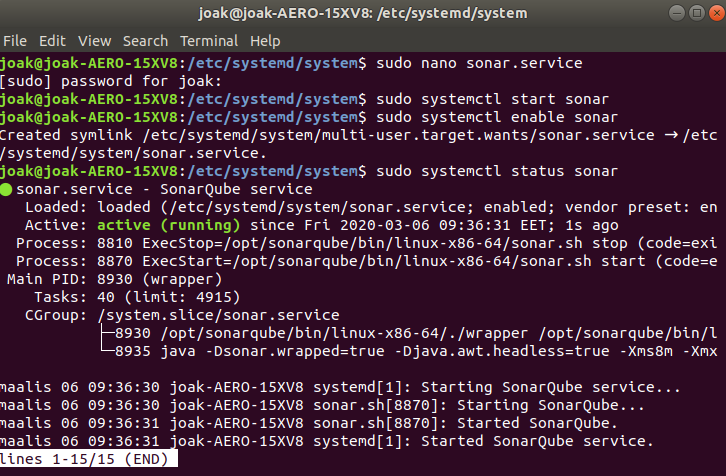 joak@joak-AERO-15XV8: /etc/systemd/system
File Edit View Search Terminal Help
joak@joak-AERO-15XV8:/etc/systemd/system$ sudo nano sonar.service
[sudo] password for joak:
joak@joak-AERO-15XV8:/etc/systemd/system$ sudo systemctl start sonar
joak@joak-AERO-15XV8:/etc/systemd/system$ sudo systemctl enable sonar
Created symlink /etc/systemd/system/multi-user.target.wants/sonar.service → /etc
/systemd/system/sonar.service.
joak@joak-AERO-15XV8:/etc/systemd/system$ sudo systemctl status sonar
● sonar.service - SonarQube service
Loaded: loaded (/etc/systemd/system/sonar.service; enabled; vendor preset: en
Active: active (running) since Fri 2020-03-06 09:36:31 EET; 1s ago
Process: 8810 ExecStop=/opt/sonarqube/bin/linux-x86-64/sonar.sh stop (code=exi
Process: 8870 ExecStart=/opt/sonarqube/bin/linux-x86-64/sonar.sh start (code=e
Main PID: 8930 (wrapper)
Tasks: 40 (limit: 4915)
CGroup: /system.slice/sonar.service
├─8930 /opt/sonarqube/bin/linux-x86-64/./wrapper /opt/sonarqube/bin/l
└─8935 java -Dsonar.wrapped=true -Djava.awt.headless=true -Xms8m -Xmx
maalis 06 09:36:30 joak-AERO-15XV8 systemd[1]: Starting SonarQube service...
maalis 06 09:36:30 joak-AERO-15XV8 sonar.sh[8870]: Starting SonarQube...
maalis 06 09:36:31 joak-AERO-15XV8 sonar.sh[8870]: Started SonarQube.
maalis 06 09:36:31 joak-AERO-15XV8 systemd[1]: Started SonarQube service.
lines 1-15/15 (END)